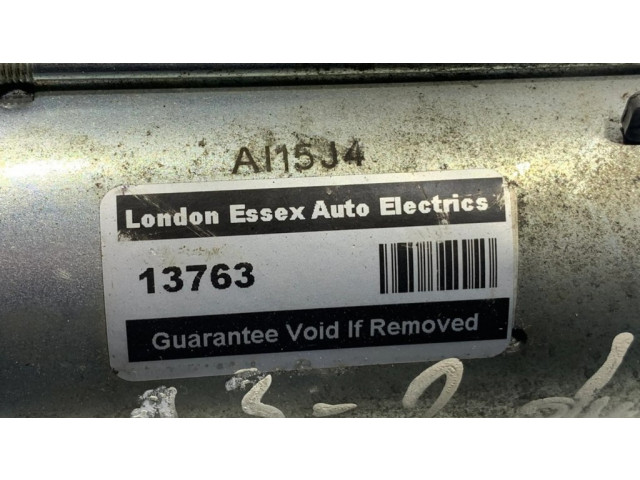 AI15J4
London Essex Auto Electrics
13763
Guarantee Void If Removed